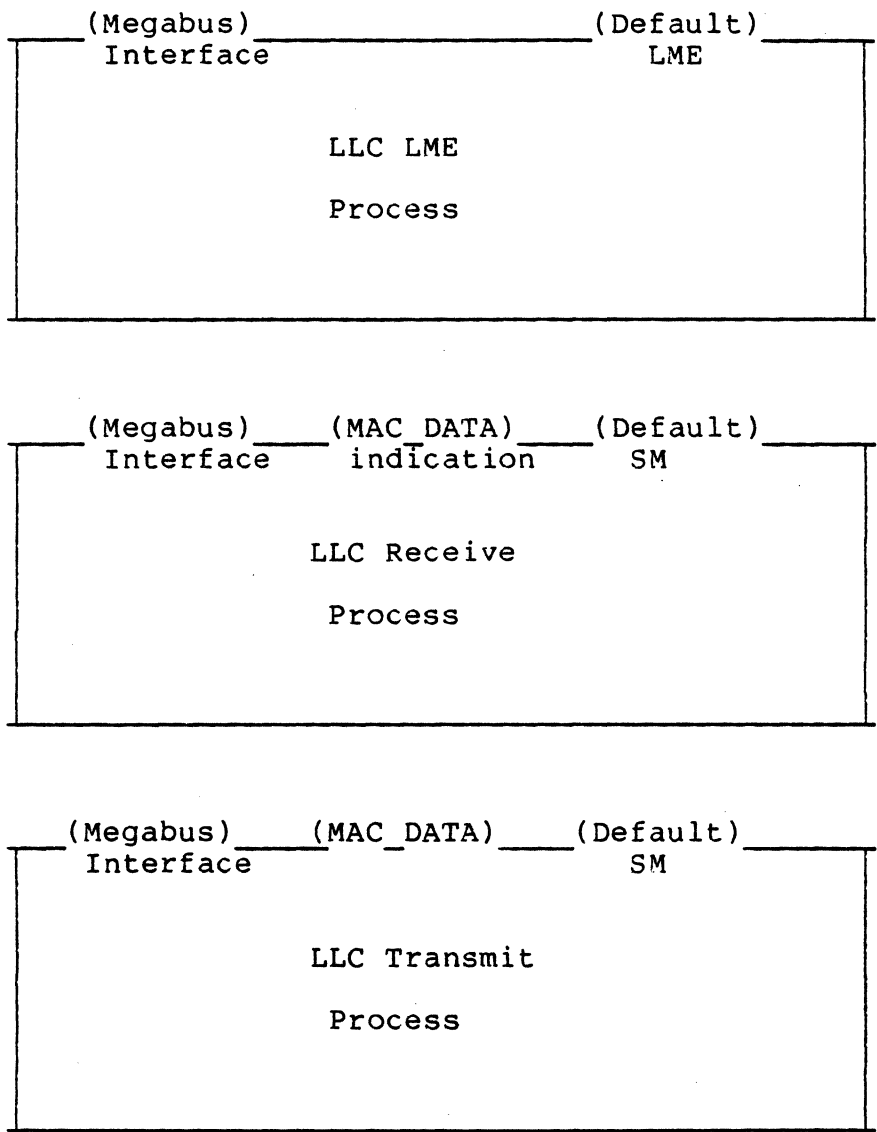 (Megabus) (Default)
Interface LME
LLC LME
Process
(Megabus) (MAC_DATA) (Default)
Interface indication SM
LLC Receive
Process
(Megabus) (MAC_DATA) (Default)
Interface SM
LLC Transmit
Process